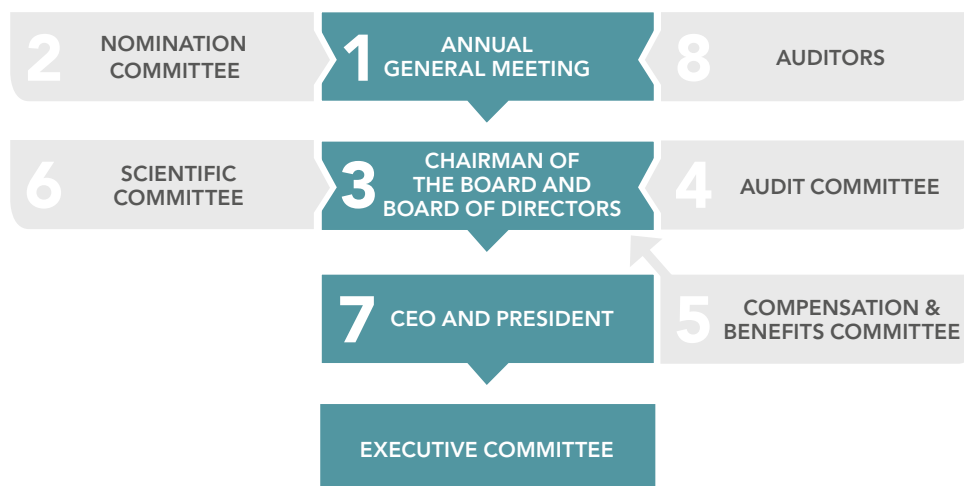 2
NOMINATION
COMMITTEE
1
ANNUAL
GENERAL MEETING
8
AUDITORS
6
SCIENTIFIC
COMMITTEE
3
CHAIRMAN OF
THE BOARD AND
BOARD OF DIRECTORS
4
AUDIT COMMITTEE
7
CEO AND PRESIDENT
5
COMPENSATION &
BENEFITS COMMITTEE
EXECUTIVE COMMITTEE